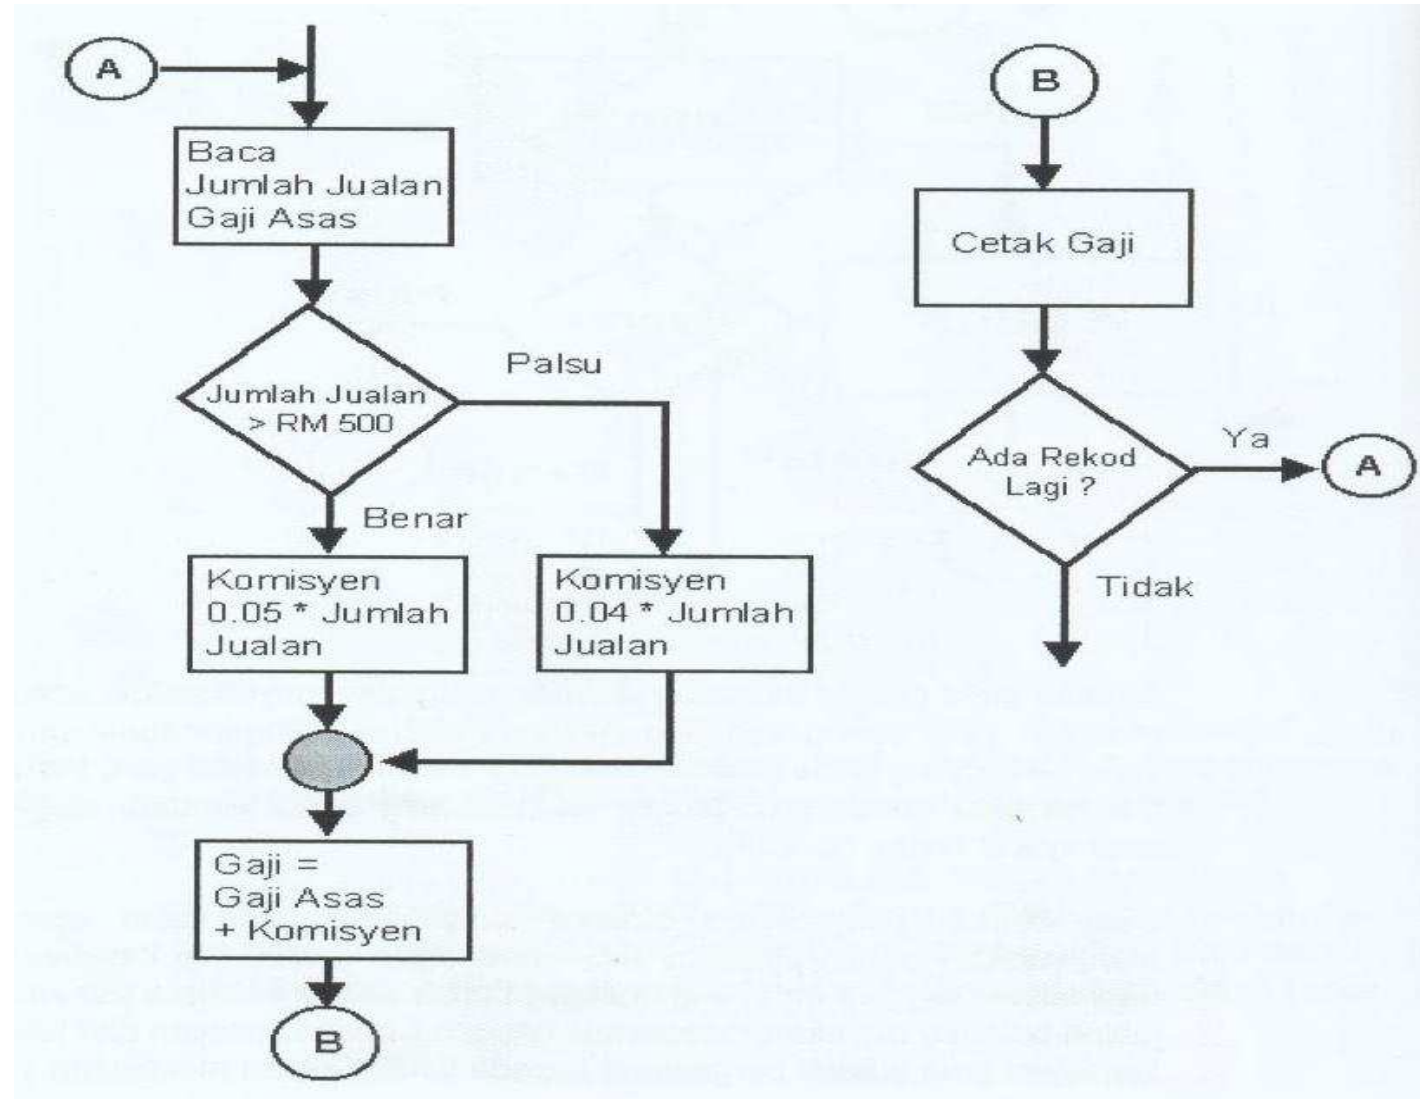 A
Baca
Jumlah Jualan
Gaji Asas
Jumlah Jualan
> RM 500
Palsu
Benar
Komisyen
0.05 * Jumlah
Jualan
Komisyen
0.04 * Jumlah
Jualan
Gaji =
Gaji Asas
+ Komisyen
B
B
Cetak Gaji
Ada Rekod
Lagi ?
Ya
A
Tidak